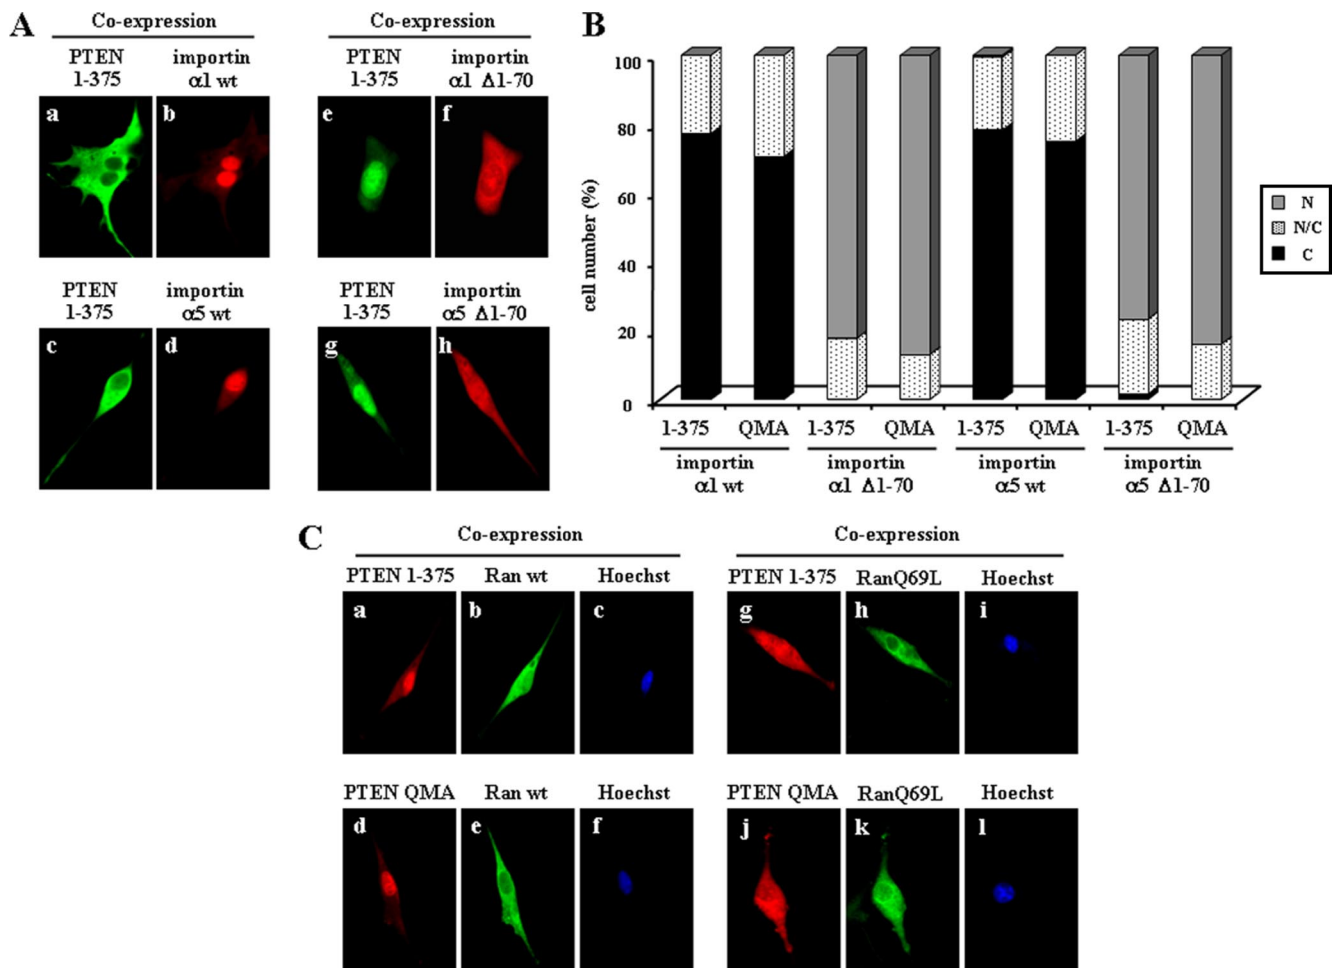 A
Co-expression
Co-expression
PTEN 1-375
importin α1 wt
PTEN 1-375
importin α1 Δ1-70
a
b
e
f
PTEN 1-375
importin α5 wt
PTEN 1-375
importin α5 Δ1-70
c
d
g
h
B
cell number (%)
100
80
60
40
20
0
1-375
QMA
1-375
QMA
1-375
QMA
1-375
QMA
importin α1 wt
importin α1 Δ1-70
importin α5 wt
importin α5 Δ1-70
N
N/C
C
C
Co-expression
Co-expression
PTEN 1-375
Ran wt
Hoechst
PTEN 1-375
RanQ69L
Hoechst
a
b
c
g
h
i
PTEN QMA
Ran wt
Hoechst
PTEN QMA
RanQ69L
Hoechst
d
e
f
j
k
l